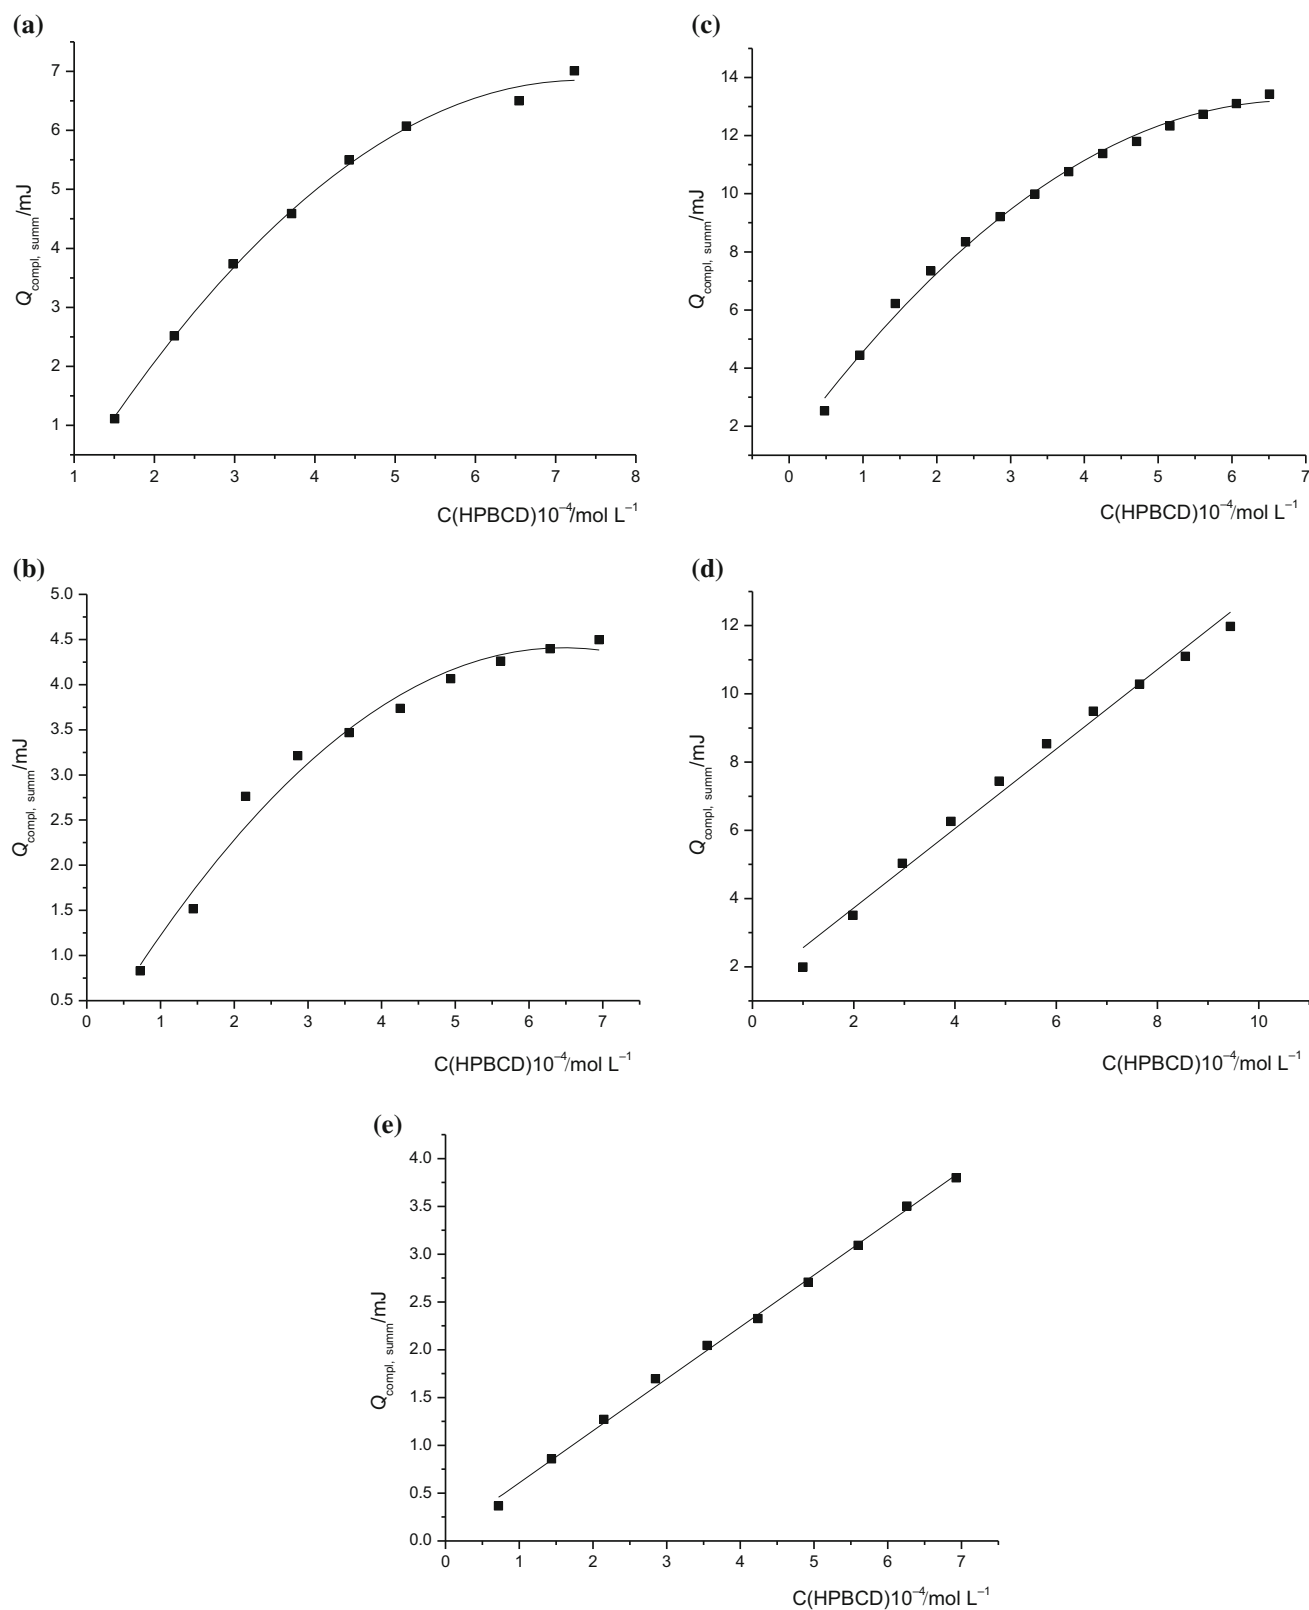 (a)
7
6
5
4
3
2
1
Q compl, summ/mJ
1 2 3 4 5 6 7 8
C(HPBCD)10⁻⁴/mol L⁻¹
(c)
14
12
10
8
6
4
2
Q compl, summ/mJ
0 1 2 3 4 5 6 7
C(HPBCD)10⁻⁴/mol L⁻¹
(b)
5.0
4.5
4.0
3.5
3.0
2.5
2.0
1.5
1.0
0.5
Q compl, summ/mJ
0 1 2 3 4 5 6 7
C(HPBCD)10⁻⁴/mol L⁻¹
(d)
12
10
8
6
4
2
Q compl, summ/mJ
0 2 4 6 8 10
C(HPBCD)10⁻⁴/mol L⁻¹
(e)
4.0
3.5
3.0
2.5
2.0
1.5
1.0
0.5
0.0
Q compl, summ/mJ
0 1 2 3 4 5 6 7
C(HPBCD)10⁻⁴/mol L⁻¹